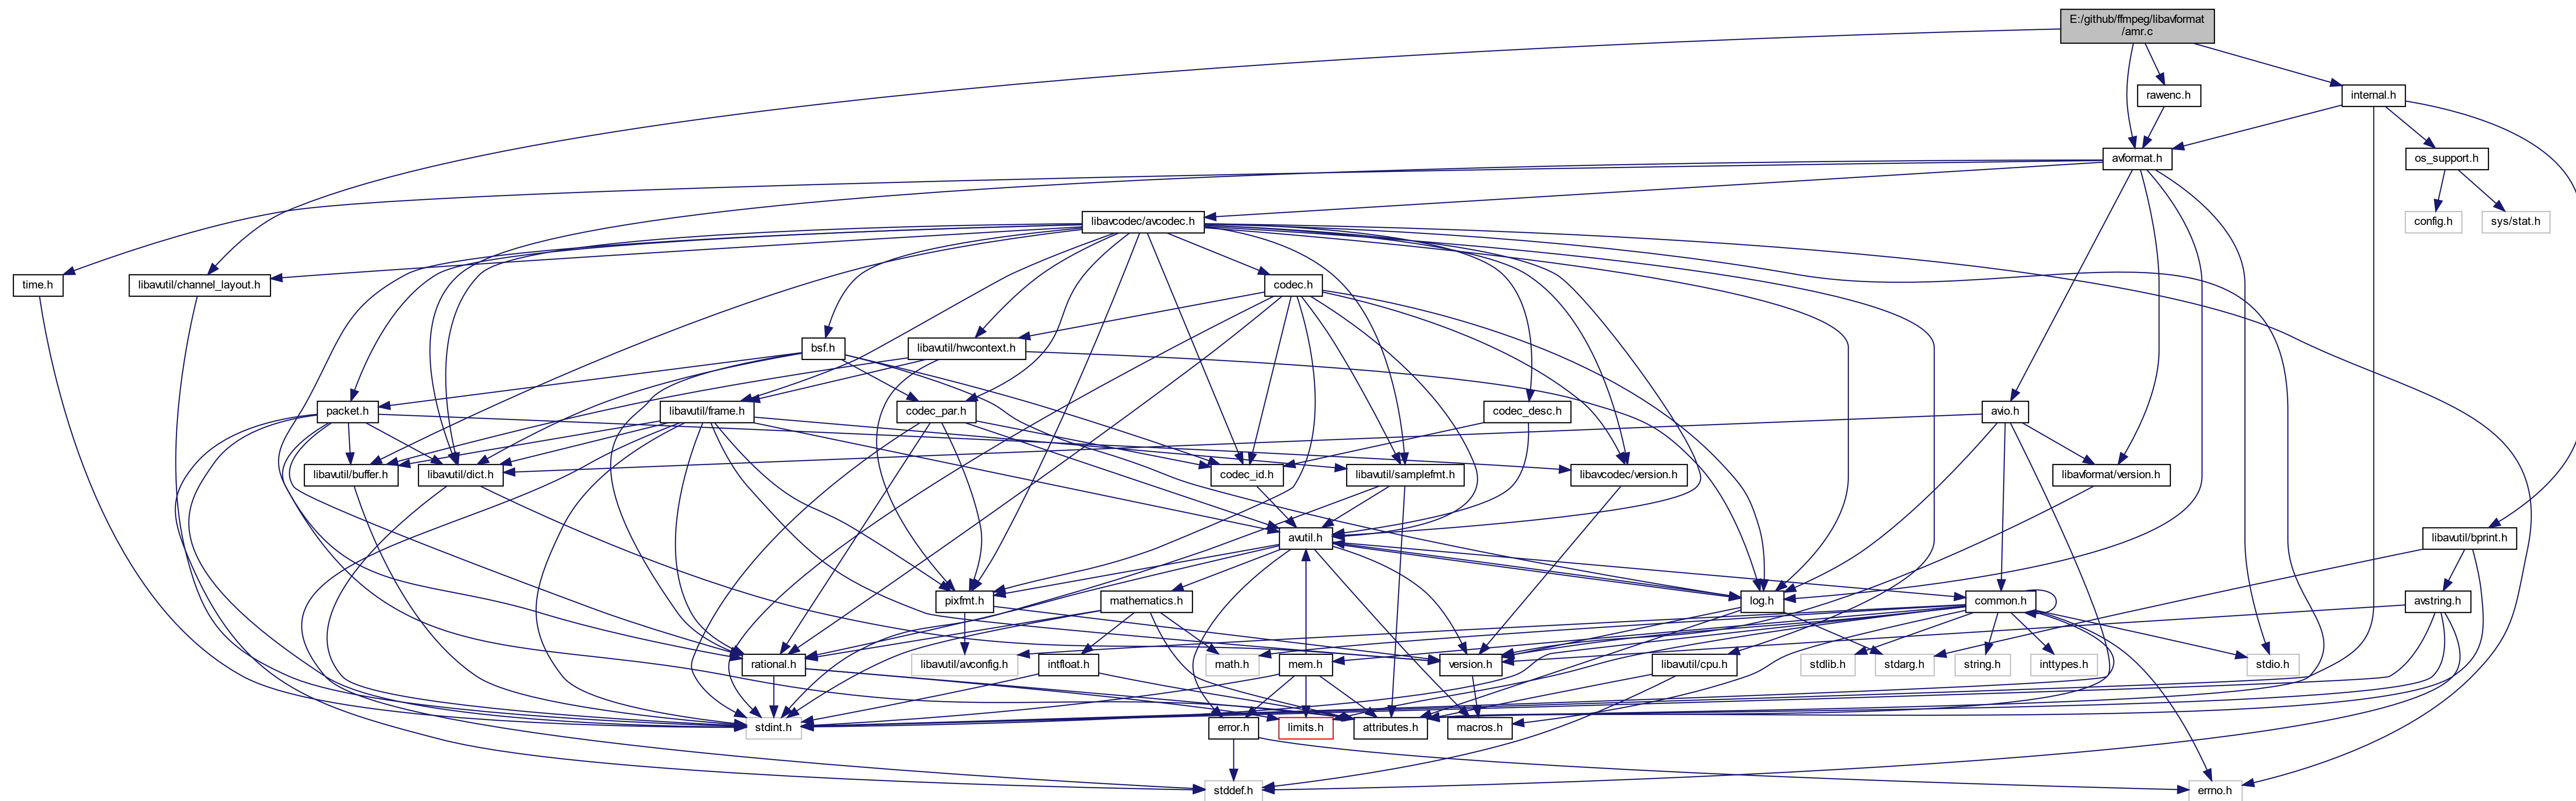 E:/github/ffmpeg/libavformat
/amr.c
rawenc.h
internal.h
avformat.h
os_support.h
libavcodec/avcodec.h
config.h
sys/stat.h
time.h
libavutil/channel_layout.h
codec.h
bsf.h
libavutil/hwcontext.h
packet.h
libavutil/frame.h
codec_par.h
codec_desc.h
avio.h
libavutil/buffer.h
libavutil/dict.h
codec_id.h
libavutil/samplefmt.h
libavcodec/version.h
libavformat/version.h
avutil.h
libavutil/bprint.h
pixfmt.h
mathematics.h
log.h
common.h
avstring.h
rational.h
libavutil/avconfig.h
intfloat.h
math.h
mem.h
version.h
libavutil/cpu.h
stdlib.h
stdarg.h
string.h
inttypes.h
stdio.h
stdint.h
error.h
limits.h
attributes.h
macros.h
stddef.h
errno.h